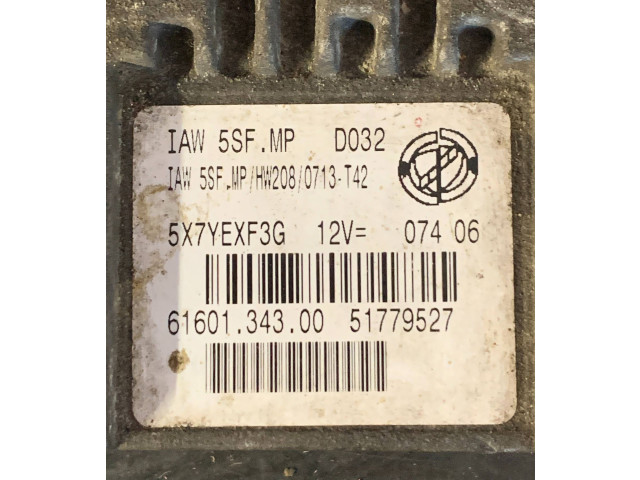 IAW 5SF.MP D032
IAW 5SF.MP/HW208/0713-T42
5X7YEXF3G 12V= 074 06
61601.343.00 51779527